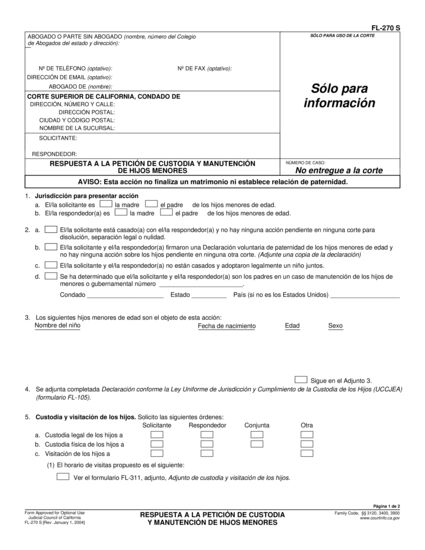 FL-270 S
ABOGADO O PARTE SIN ABOGADO (nombre, número del Colegio
de Abogados del estado y dirección):
SÓLO PARA USO DE LA CORTE
Nº DE TELÉFONO (optativo):
Nº DE FAX (optativo):
DIRECCIÓN DE EMAIL (optativo):
ABOGADO DE (nombre):
CORTE SUPERIOR DE CALIFORNIA, CONDADO DE
DIRECCIÓN, NÚMERO Y CALLE:
DIRECCIÓN POSTAL:
CIUDAD Y CÓDIGO POSTAL:
NOMBRE DE LA SUCURSAL:
Sólo para
información
SOLICITANTE:
RESPONDEDOR:
RESPUESTA A LA PETICIÓN DE CUSTODIA Y MANUTENCIÓN
DE HIJOS MENORES
NÚMERO DE CASO:
No entregue a la corte
AVISO: Esta acción no finaliza un matrimonio ni establece relación de paternidad.
1. Jurisdicción para presentar acción
a. El/la solicitante es la madre el padre de los hijos menores de edad.
b. El/la respondedor(a) es la madre el padre de los hijos menores de edad.
2. a. El/la solicitante está casado(a) con el/la respondedor(a) y no hay ninguna acción pendiente en ninguna corte para
disolución, separación legal o nulidad.
b. El/la solicitante y el/la respondedor(a) firmaron una Declaración voluntaria de paternidad de los hijos menores de edad y
no hay ninguna acción sobre los hijos pendiente en ninguna otra corte. (Adjunte una copia de la declaración)
c. El/la solicitante y el/la respondedor(a) no están casados y adoptaron legalmente un niño juntos.
d. Se ha determinado que el/la solicitante y el/la respondedor(a) son los padres en un caso de manutención de los hijos de
menores o gubernamental número ____________________.
Condado ____________________ Estado __________ País (si no es los Estados Unidos) ____________________
3. Los siguientes hijos menores de edad son el objeto de esta acción:
Nombre del niño Fecha de nacimiento Edad Sexo
Sigue en el Adjunto 3.
4. Se adjunta completada Declaración conforme la Ley Uniforme de Jurisdicción y Cumplimiento de la Custodia de los Hijos (UCCJEA)
(formulario FL-105).
5. Custodia y visitación de los hijos. Solicito las siguientes órdenes:
Solicitante Respondedor Conjunta Otra
a. Custodia legal de los hijos a
b. Custodia física de los hijos a
c. Visitación de los hijos a
(1) El horario de visitas propuesto es el siguiente:
Ver el formulario FL-311, adjunto, Adjunto de custodia y visitación de los hijos.
Página 1 de 2
Form Approved for Optional Use
Judicial Council of California
FL-270 S [Rev. January 1, 2004]
RESPUESTA A LA PETICIÓN DE CUSTODIA
Y MANUTENCIÓN DE HIJOS MENORES
Family Code, §§ 3120, 3400, 3900
www.courtinfo.ca.gov